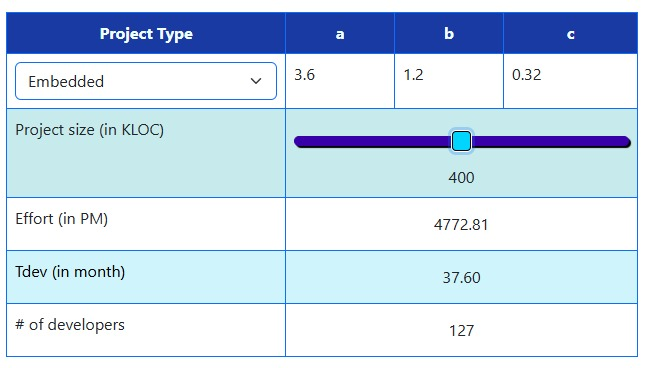 Project Type a b c
Embedded 3.6 1.2 0.32
Project size (in KLOC)
400
Effort (in PM) 4772.81
Tdev (in month) 37.60
# of developers 127